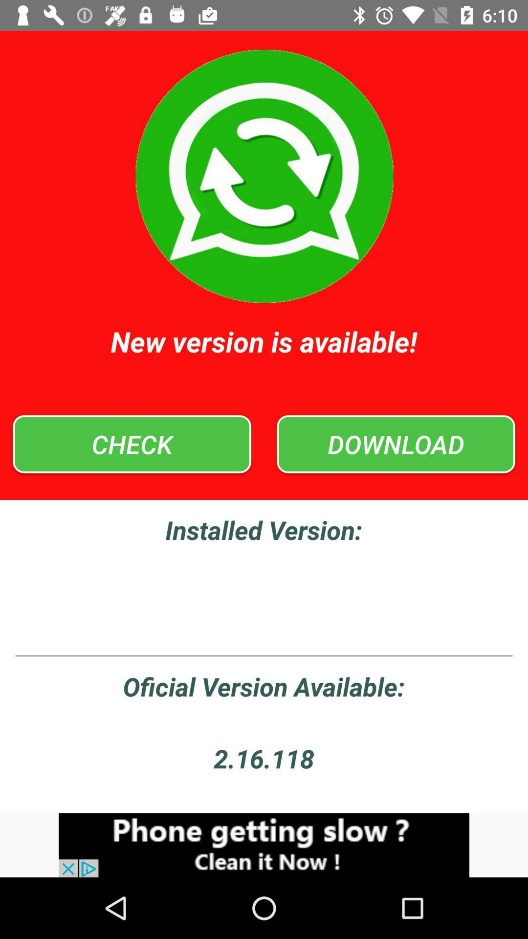 FAKE
6:10
New version is available!
CHECK
DOWNLOAD
Installed Version:
Oficial Version Available:
2.16.118
Phone getting slow ?
Clean it Now !